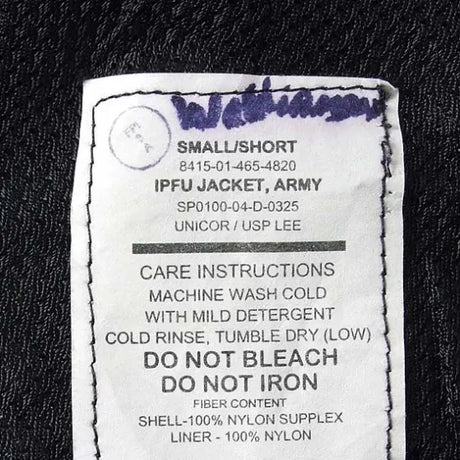 SMALL/SHORT
8415-01-465-4820
IPFU JACKET, ARMY
SP0100-04-D-0325
UNICOR / USP LEE
CARE INSTRUCTIONS
MACHINE WASH COLD
WITH MILD DETERGENT
COLD RINSE, TUMBLE DRY (LOW)
DO NOT BLEACH
DO NOT IRON
FIBER CONTENT
SHELL-100% NYLON SUPPLEX
LINER - 100% NYLON